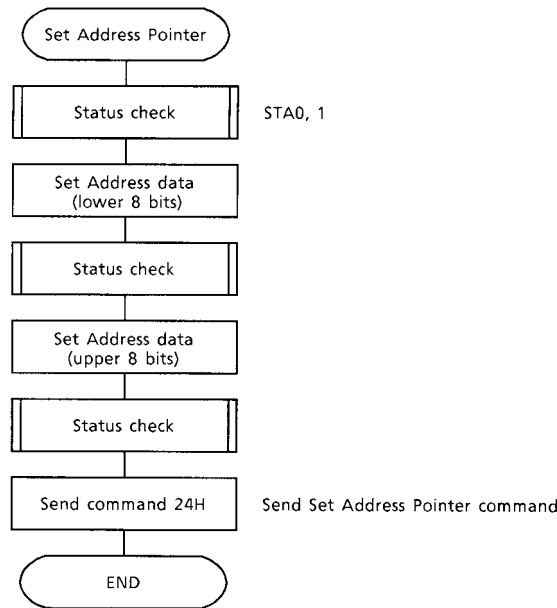 Set Address Pointer
Status check
STA0, 1
Set Address data
(lower 8 bits)
Status check
Set Address data
(upper 8 bits)
Status check
Send command 24H
Send Set Address Pointer command
END